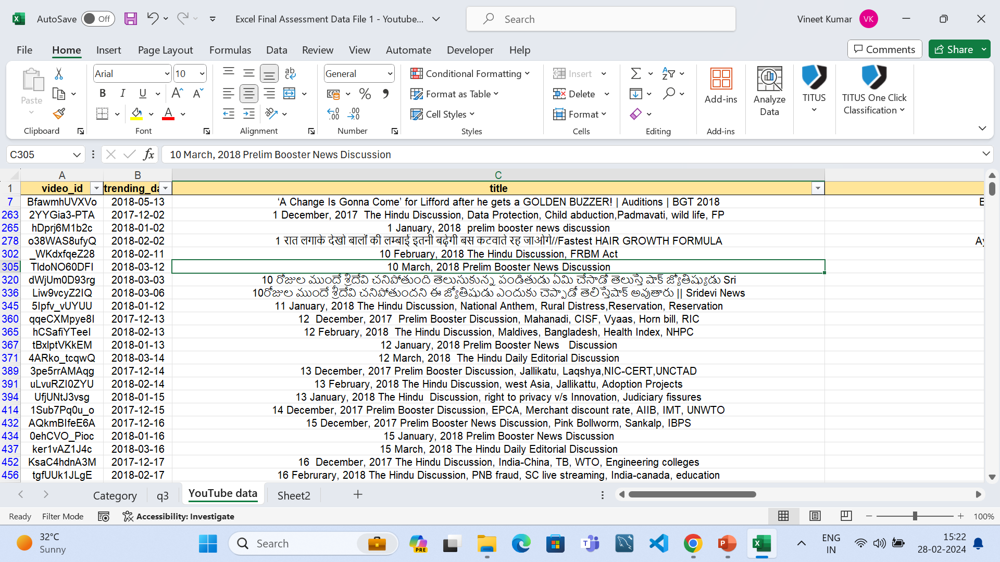 AutoSave Off Excel Final Assessment Data File 1 - Youtube... Search Vineet Kumar VK
File Home Insert Page Layout Formulas Data Review View Automate Developer Help Comments Share
Arial 10 General Conditional Formatting Insert
Paste B I U Format as Table Delete Add-ins Analyze Data TITUS TITUS One Click Classification
Cell Styles Format
Clipboard Font Alignment Number Styles Cells Editing Add-ins
C305 fx 10 March, 2018 Prelim Booster News Discussion
A B C
1 video_id trending_da title
7 BfawmhUVXVo 2018-05-13 ‘A Change Is Gonna Come’ for Lifford after he gets a GOLDEN BUZZER! | Auditions | BGT 2018
263 2YYGia3-PTA 2017-12-02 1 December, 2017  The Hindu Discussion, Data Protection, Child abduction,Padmavati, wild life, FP
265 hDprj6M1b2c 2018-01-02 1 January, 2018  prelim booster news discussion
278 o38WAS8ufyQ 2018-02-02 1 रात लगाके देखो बालों की लम्बाई इतनी बढ़ेगी बस कटवाते रह जाओगे//Fastest HAIR GROWTH FORMULA Ay
302 _WKdxfqeZ28 2018-02-11 10 February, 2018 The Hindu Discussion, FRBM Act
305 TldoNO60DFI 2018-03-12 10 March, 2018 Prelim Booster News Discussion
320 dWjUm0D93rg 2018-03-03 10 రోజుల ముందే శ్రీదేవి చనిపోతుంది తెలుసుకున్న పండితుడు ఏమి చేసాడో తెలుస్తే షాక్ జ్యోతిష్యుడు Sri
336 Liw9vcyZ2IQ 2018-03-06 10రోజుల ముందే శ్రీదేవి చనిపోతుందని ఈ జ్యోతిషుడు ఎందుకు చెప్పాడో తెలిస్తేషాక్ అవుతారు || Sridevi News
345 5Ipfv_vUYUU 2018-01-12 11 January, 2018 The Hindu Discussion, National Anthem, Rural Distress,Reservation, Reservation
360 qqeCXMpye8I 2017-12-13 12  December, 2017  Prelim Booster Discussion, Mahanadi, CISF, Vyaas, Horn bill, RIC
365 hCSafiYTeeI 2018-02-13 12 February, 2018  The Hindu Discussion, Maldives, Bangladesh, Health Index, NHPC
367 tBxlptVKkEM 2018-01-13 12 January, 2018 Prelim Booster News   Discussion
371 4ARko_tcqwQ 2018-03-14 12 March, 2018  The Hindu Daily Editorial Discussion
389 3pe5rrAMAqg 2017-12-14 13 December, 2017 Prelim Booster Discussion, Jallikatu, Laqshya,NIC-CERT,UNCTAD
391 uLvuRZI0ZYU 2018-02-14 13 February, 2018 The Hindu Discussion, west Asia, Jallikattu, Adoption Projects
394 UfjUNtJ3vsg 2018-01-15 13 January, 2018 The Hindu  Discussion, right to privacy v/s Innovation, Judiciary fissures
414 1Sub7Pq0u_o 2017-12-15 14 December, 2017 Prelim Booster Discussion, EPCA, Merchant discount rate, AIIB, IMT, UNWTO
432 AQkmBIfeE6A 2017-12-16 15 December, 2017 Prelim Booster News Discussion, Pink Bollworm, Sankalp, IBPS
434 0ehCVO_Pioc 2018-01-16 15 January, 2018 Prelim Booster News Discussion
437 ker1vAZ1J4c 2018-03-16 15 March, 2018 The Hindu Daily Editorial Discussion
452 KsaC4hdnA3M 2017-12-17 16  December, 2017 The Hindu Discussion, India-China, TB, WTO, Engineering colleges
456 tgfUUk1JLgE 2018-02-17 16 Februrary, 2018 The Hindu Discussion, PNB fraud, SC live streaming, India-canada, education
Category q3 YouTube data Sheet2
Ready Filter Mode Accessibility: Investigate 100%
32°C Sunny Search PRE ENG IN 15:22 28-02-2024